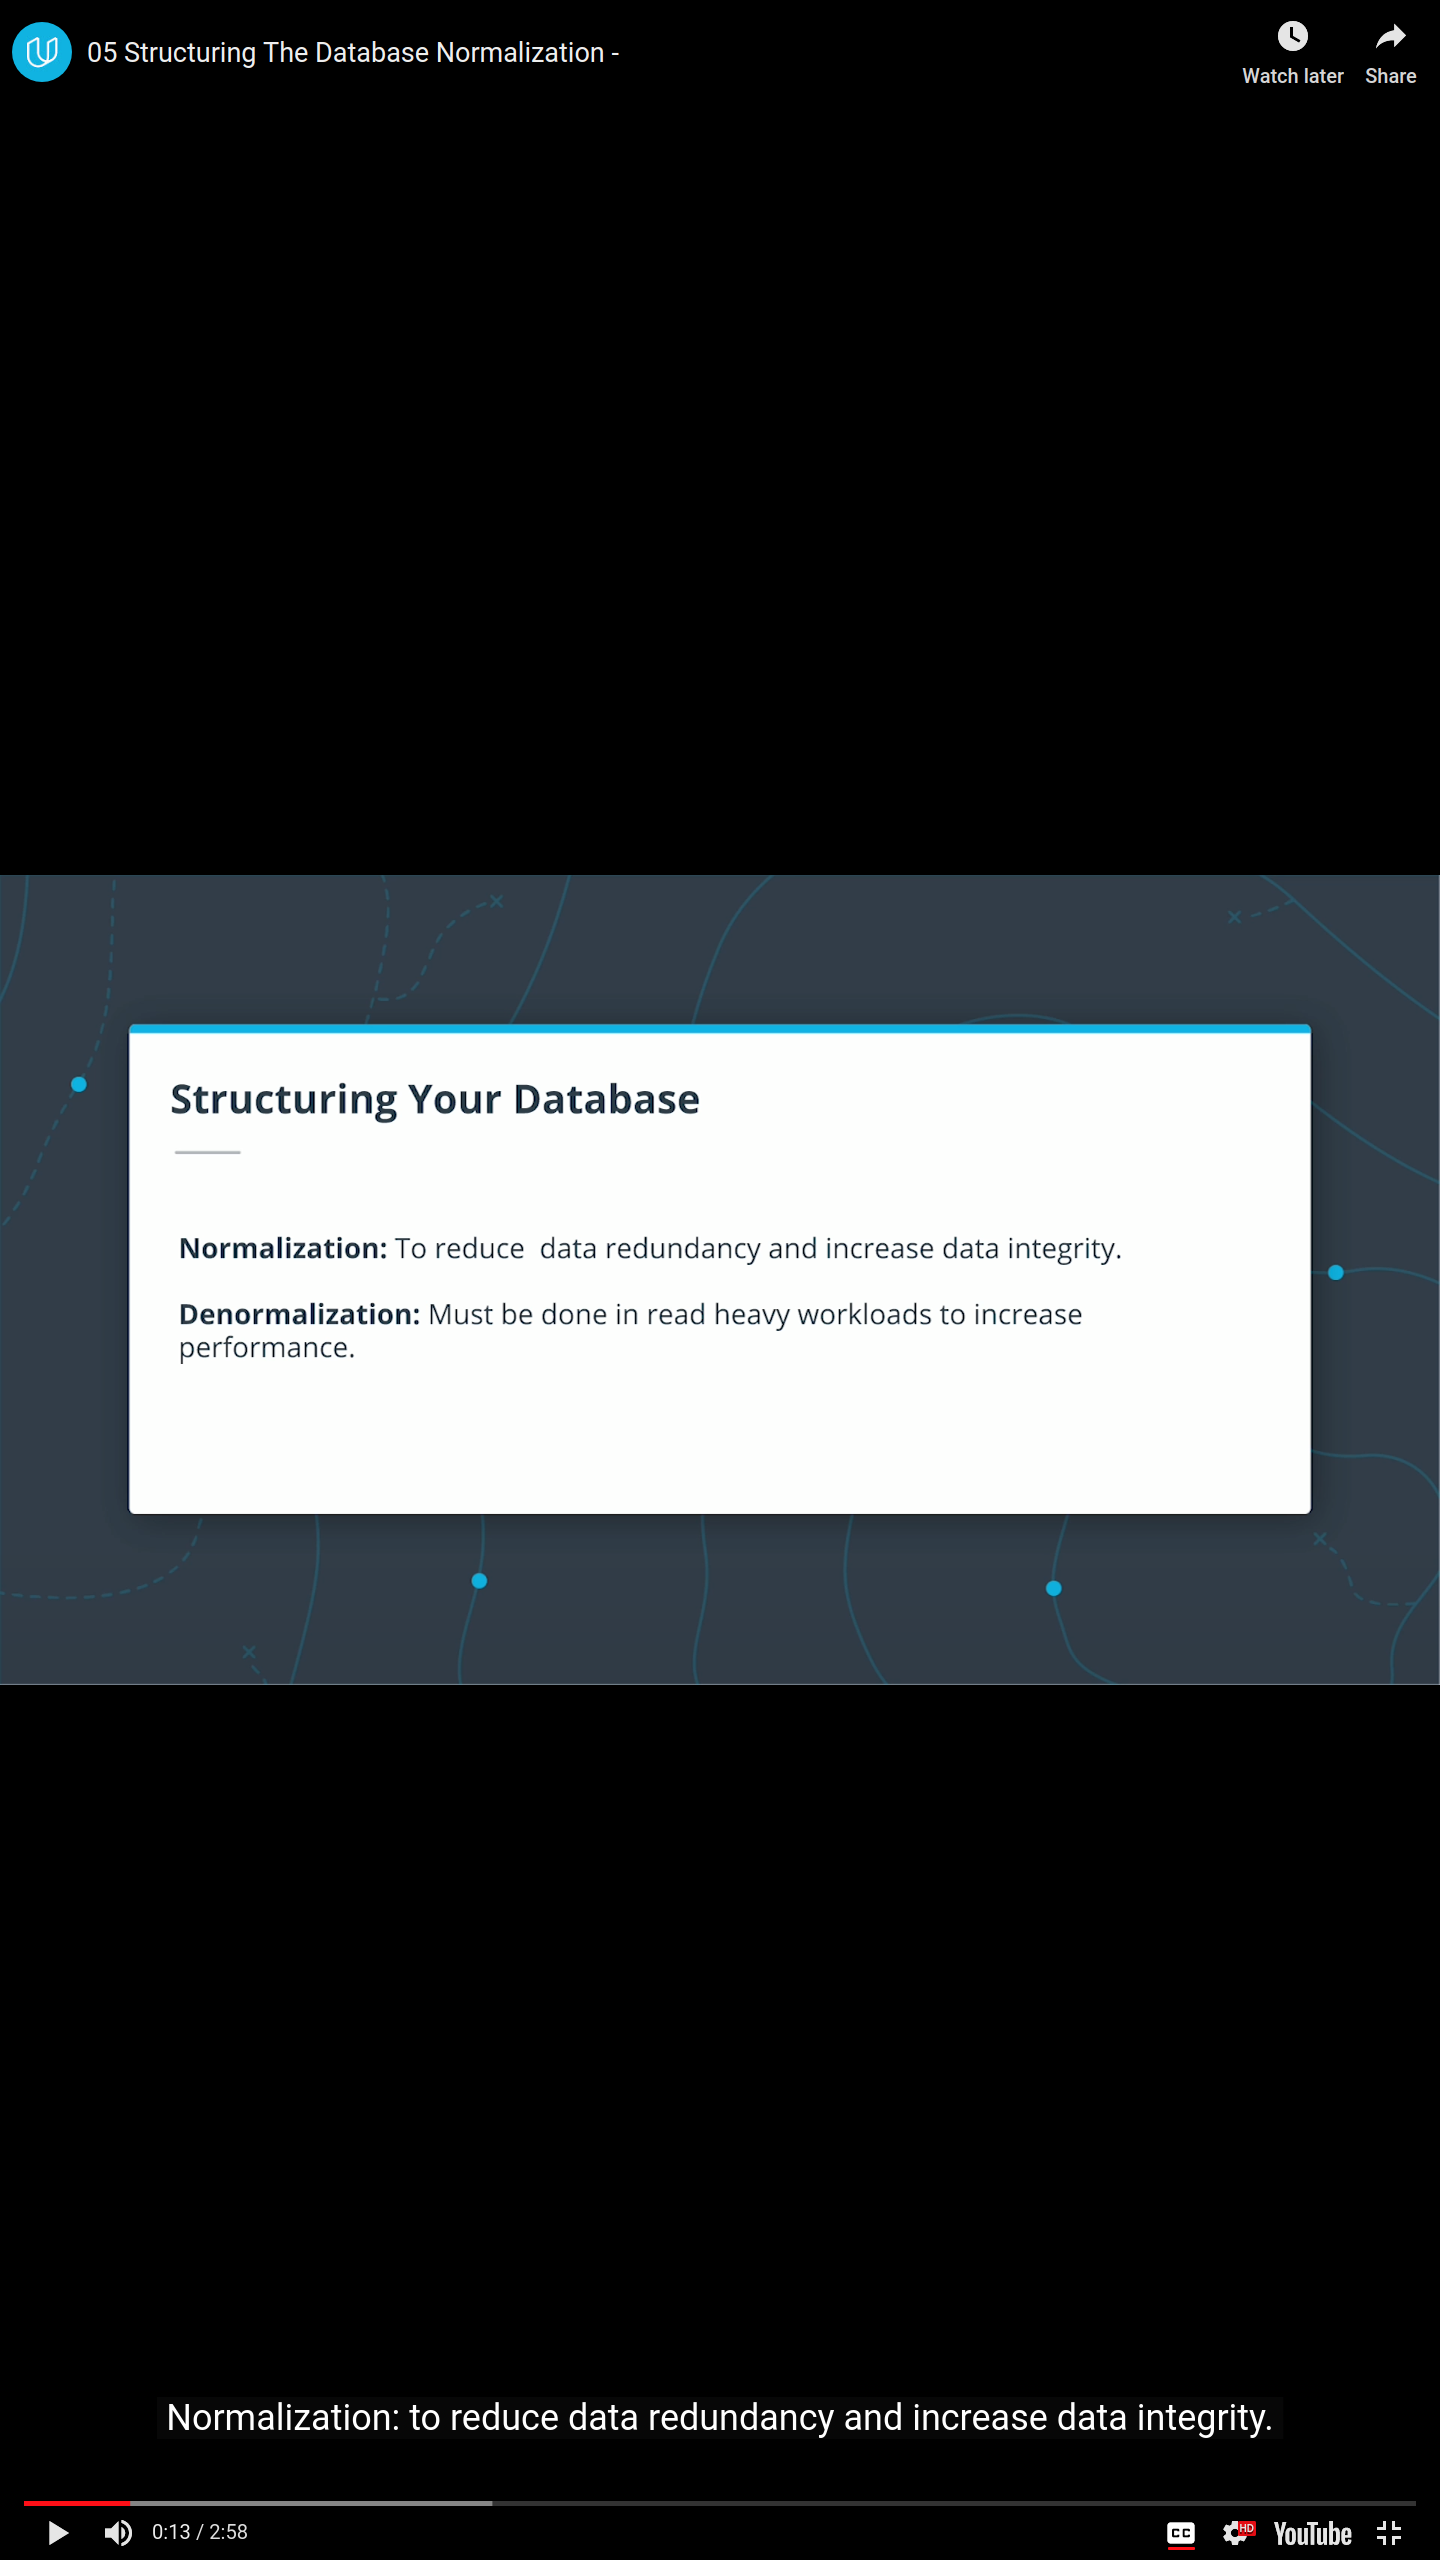 05 Structuring The Database Normalization -
Watch later
Share
Structuring Your Database
Normalization: To reduce  data redundancy and increase data integrity.
Denormalization: Must be done in read heavy workloads to increase
performance.
Normalization: to reduce data redundancy and increase data integrity.
0:13 / 2:58
CC
HD
YouTube